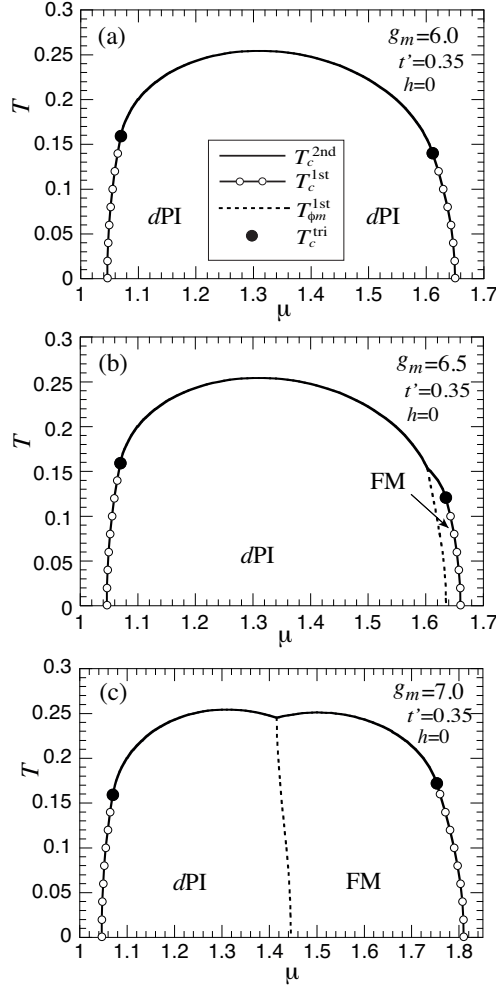 (a)
g_m=6.0
t'=0.35
h=0
T
0.3
0.25
0.2
0.15
0.1
0.05
0
T_c^2nd
T_c^1st
T_ϕm^1st
T_c^tri
dPI
dPI
1 1.1 1.2 1.3 1.4 1.5 1.6 1.7
μ
(b)
g_m=6.5
t'=0.35
h=0
T
0.3
0.25
0.2
0.15
0.1
0.05
0
FM
dPI
1 1.1 1.2 1.3 1.4 1.5 1.6 1.7
μ
(c)
g_m=7.0
t'=0.35
h=0
T
0.3
0.25
0.2
0.15
0.1
0.05
0
dPI
FM
1 1.1 1.2 1.3 1.4 1.5 1.6 1.7 1.8
μ